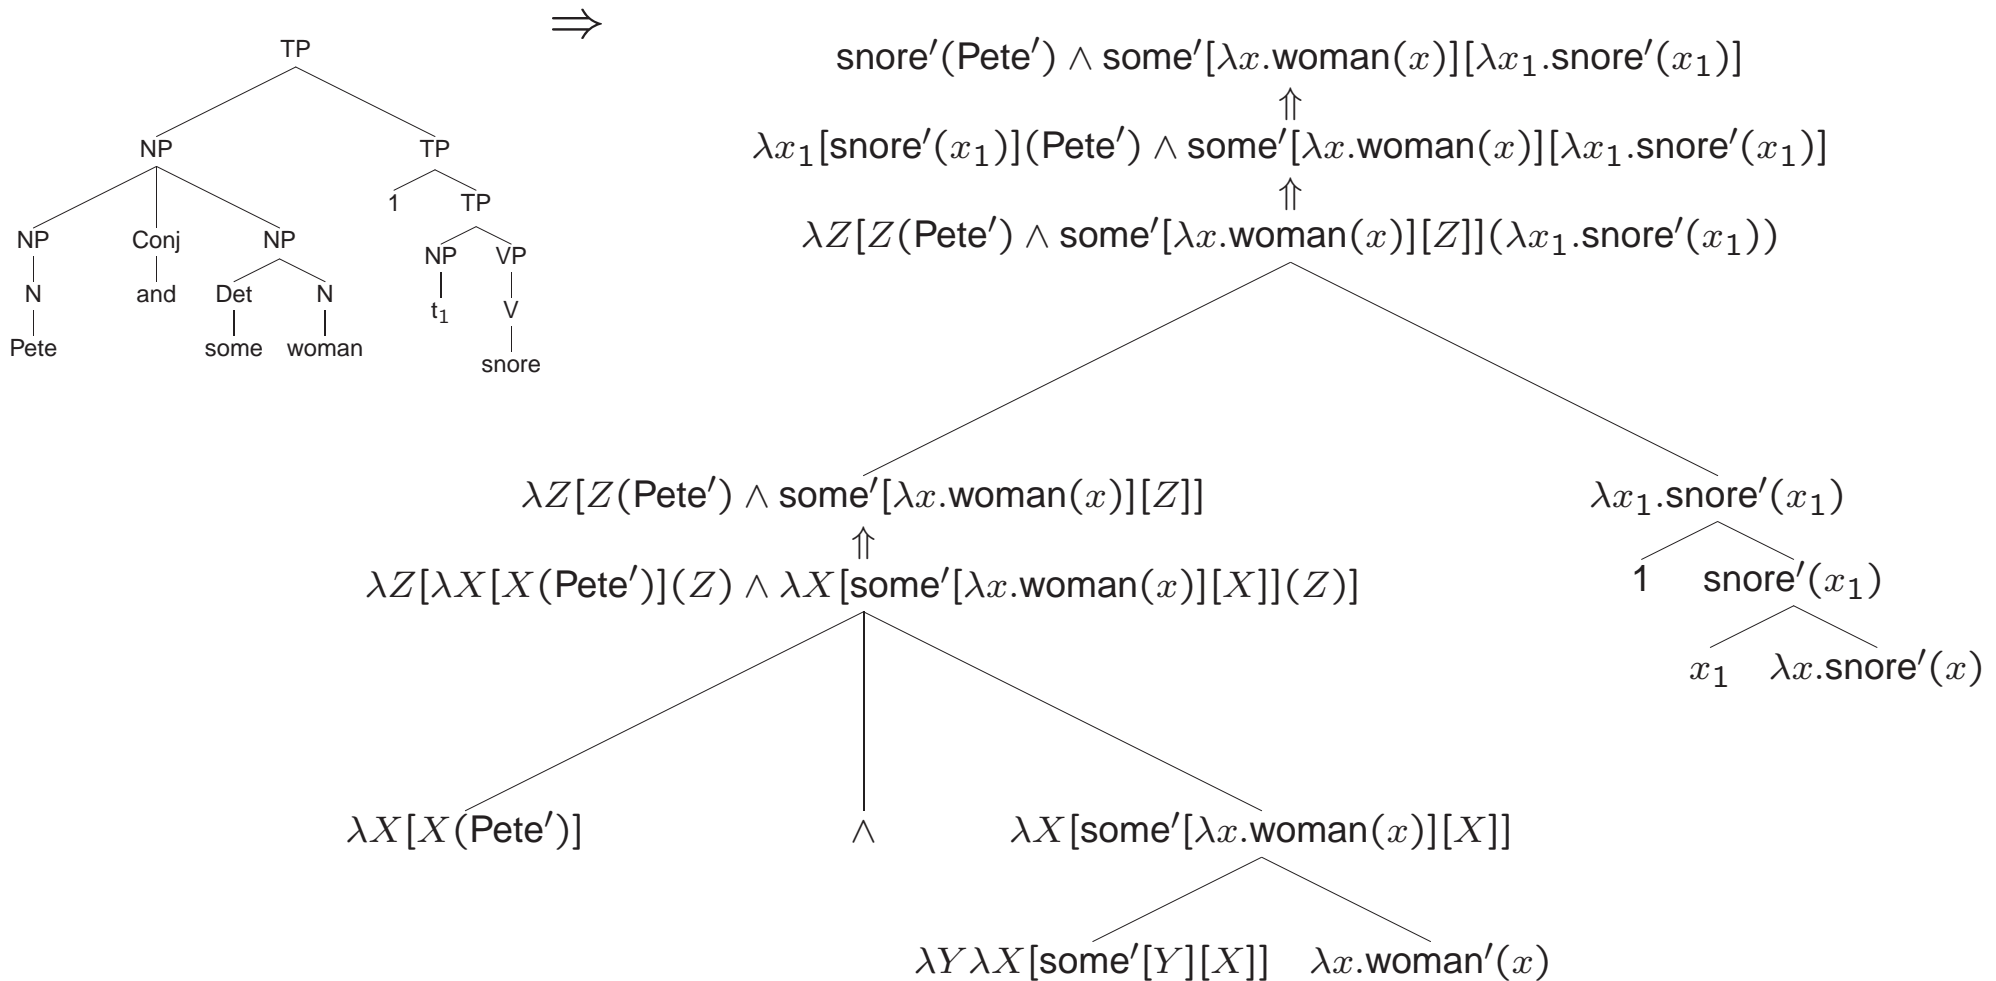 ⇒
TP
NP TP
1 TP
NP Conj NP
NP VP
N and Det N
t₁ V
Pete some woman
snore
snore′(Pete′) ∧ some′[λx.woman(x)][λx₁.snore′(x₁)]
⇑
λx₁[snore′(x₁)](Pete′) ∧ some′[λx.woman(x)][λx₁.snore′(x₁)]
⇑
λZ[Z(Pete′) ∧ some′[λx.woman(x)][Z]](λx₁.snore′(x₁))
λZ[Z(Pete′) ∧ some′[λx.woman(x)][Z]] λx₁.snore′(x₁)
⇑
λZ[λX[X(Pete′)](Z) ∧ λX[some′[λx.woman(x)][X]](Z)] 1 snore′(x₁)
x₁ λx.snore′(x)
λX[X(Pete′)] ∧ λX[some′[λx.woman(x)][X]]
λYλX[some′[Y][X]] λx.woman′(x)